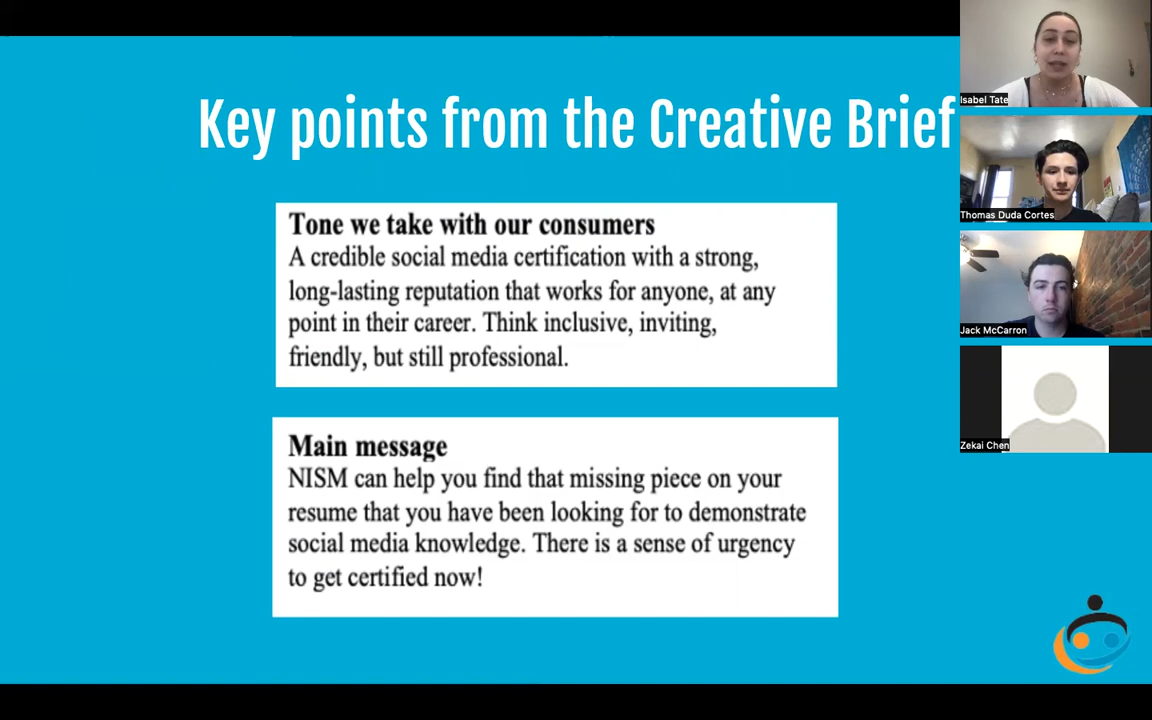 Key points from the Creative Brief
Tone we take with our consumers
A credible social media certification with a strong,
long-lasting reputation that works for anyone, at any
point in their career. Think inclusive, inviting,
friendly, but still professional.
Main message
NISM can help you find that missing piece on your
resume that you have been looking for to demonstrate
social media knowledge. There is a sense of urgency
to get certified now!
Isabel Tate
Thomas Duda Cortes
Jack McCarron
Zekai Chen